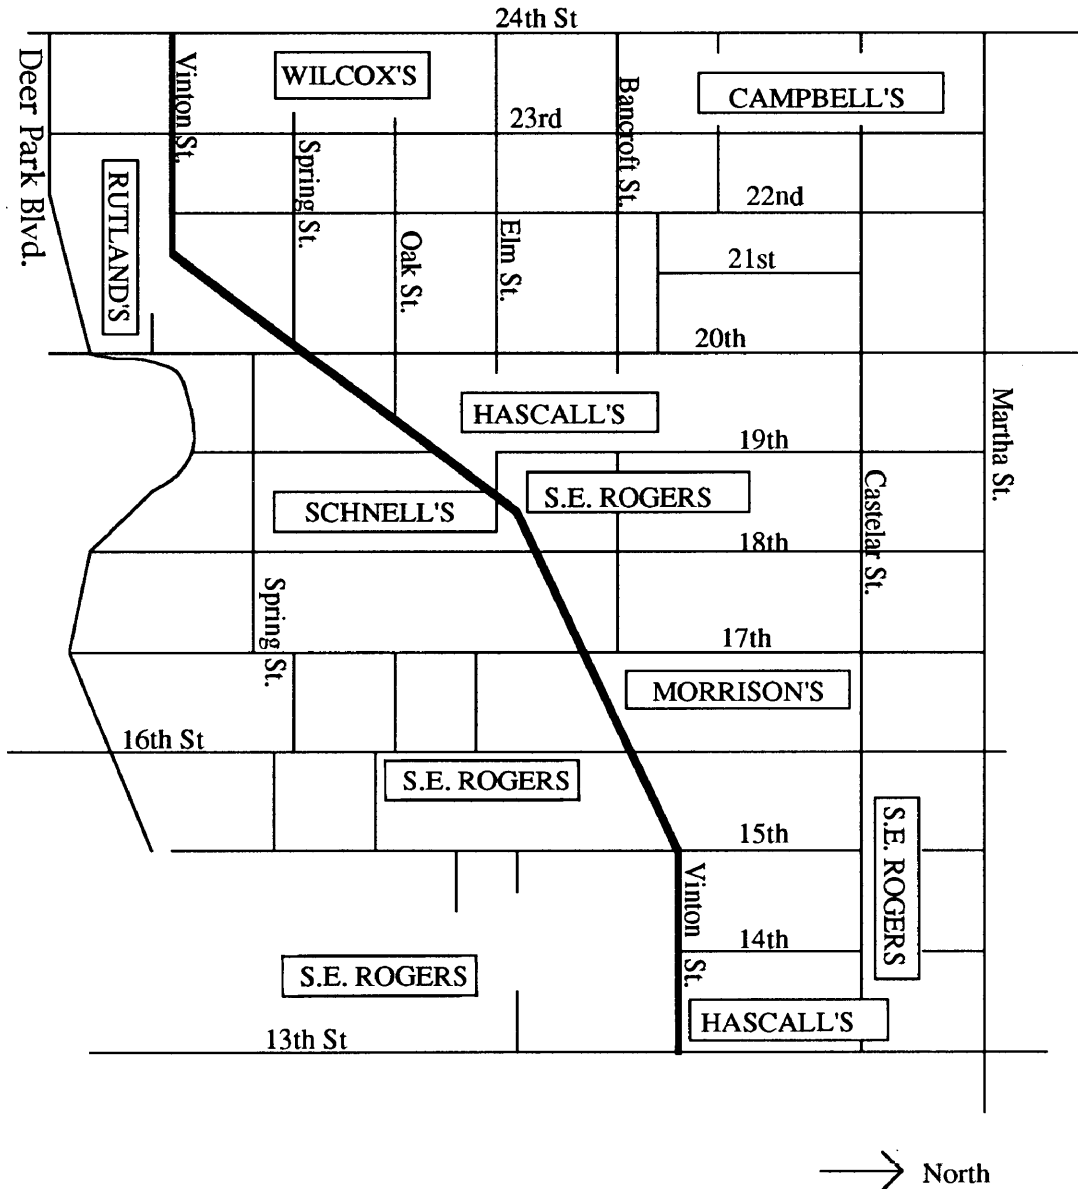 24th St
Deer Park Blvd.
Vinton St.
WILCOX'S
Bancroft St.
CAMPBELL'S
23rd
Spring St.
RUTLAND'S
22nd
Oak St.
Elm St.
21st
20th
HASCALL'S
Martha St.
19th
S.E. ROGERS
Castelar St.
SCHNELL'S
18th
Spring St.
17th
MORRISON'S
16th St
S.E. ROGERS
S.E. ROGERS
15th
Vinton St.
14th
S.E. ROGERS
HASCALL'S
13th St
North